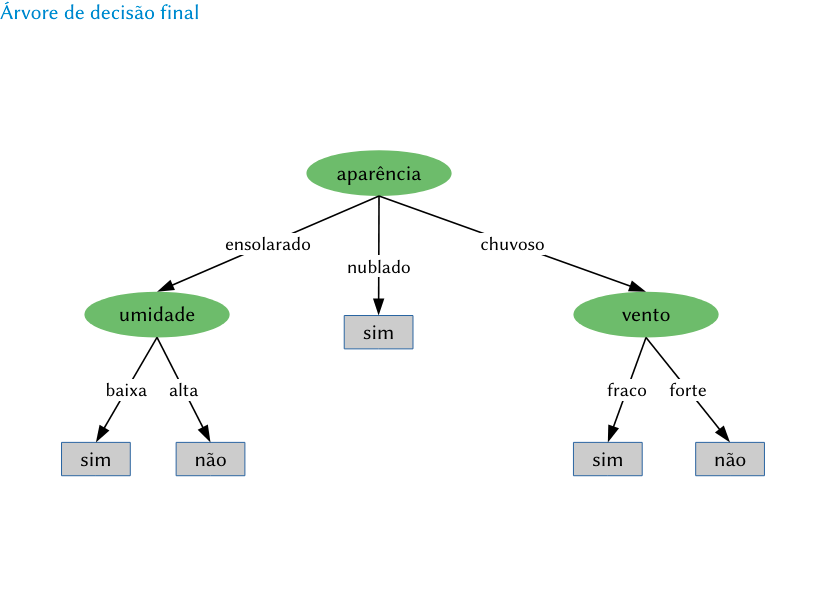 Árvore de decisão final
aparência
ensolarado
nublado
chuvoso
umidade
sim
vento
baixa
alta
fraco
forte
sim
não
sim
não